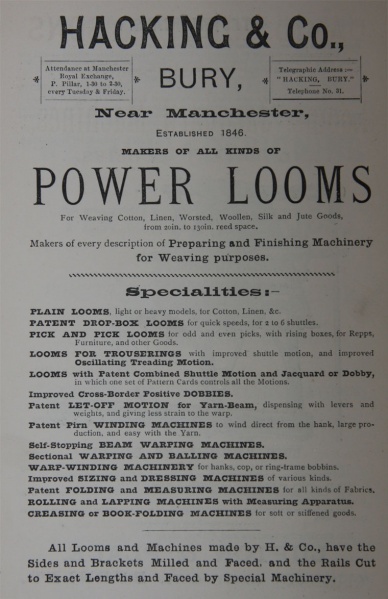 HACKING & Co.,
Attendance at Manchester
Royal Exchange,
P. Pillar, 1-30 to 2-30,
every Tuesday & Friday.
BURY,
Telegraphic Address :—
"HACKING, BURY."
Telephone No. 21.
Near Manchester,
ESTABLISHED 1846.
MAKERS OF ALL KINDS OF
POWER LOOMS
For Weaving Cotton, Linen, Worsted, Woollen, Silk and Jute Goods,
from 20in. to 130in. reed space.
Makers of every description of Preparing and Finishing Machinery
for Weaving purposes.
Specialities:-
PLAIN LOOMS, light or heavy models, for Cotton, Linen, &c.
PATENT DROP-BOX LOOMS for quick speeds, for 2 to 6 shuttles.
PICK AND PICK LOOMS for odd and even picks, with rising boxes, for Repps,
Furniture, and other Goods.
LOOMS FOR TROUSERINGS with improved shuttle motion, and improved
Oscillating Treading Motion.
LOOMS with Patent Combined Shuttle Motion and Jacquard or Dobby,
in which one set of Pattern Cards controls all the Motions.
Improved Cross-Border Positive DOBBIES.
Patent LET-OFF MOTION for Yarn-Beam, dispensing with levers and
weights, and giving less strain to the warp.
Patent Pirn WINDING MACHINES to wind direct from the hank, large pro-
duction, and easy with the Yarn.
Self-Stopping BEAM WARPING MACHINES.
Sectional WARPING AND BALLING MACHINES.
WARP-WINDING MACHINERY for hanks, cop, or ring-frame bobbins.
Improved SIZING and DRESSING MACHINES of various kinds.
Patent FOLDING and MEASURING MACHINES for all kinds of Fabrics.
ROLLING and LAPPING MACHINES with Measuring Apparatus.
CREASING or BOOK-FOLDING MACHINES for soft or stiffened goods.
All Looms and Machines made by H. & Co., have the
Sides and Brackets Milled and Faced, and the Rails Cut
to Exact Lengths and Faced by Special Machinery.